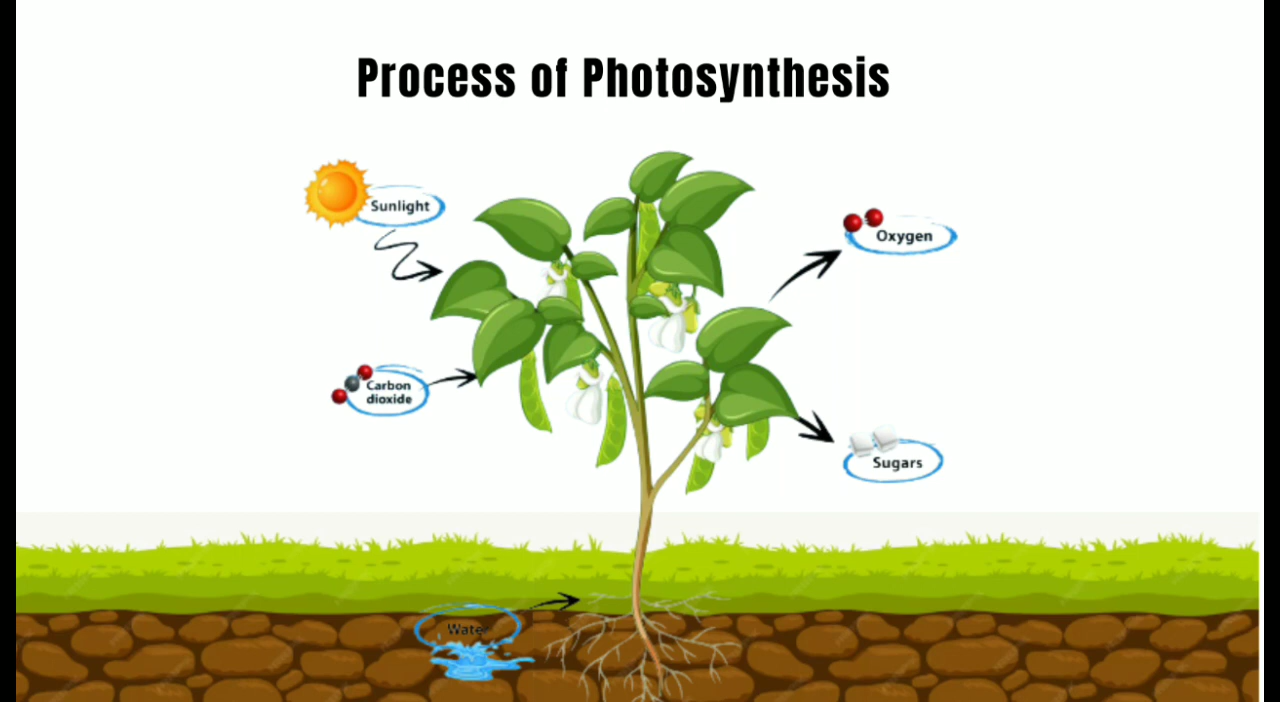 Process of Photosynthesis
Sunlight
Oxygen
Carbon
dioxide
Sugars
Water